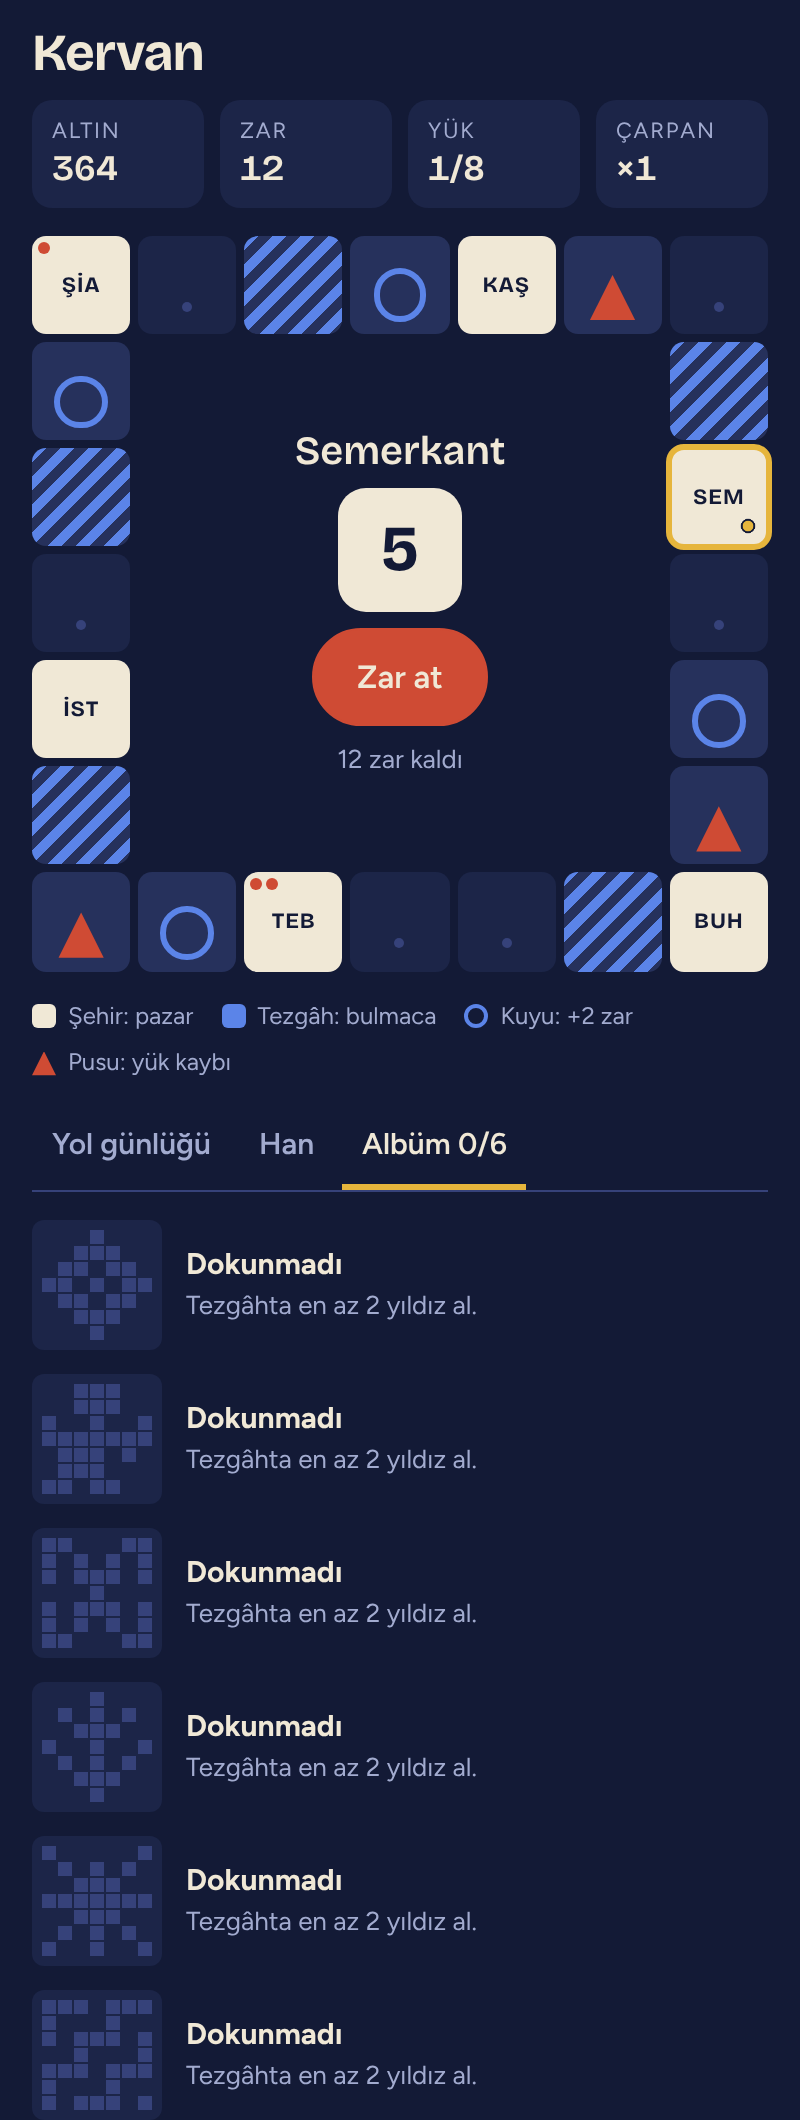 Kervan
ALTIN ZAR YÜK ÇARPAN
364 12 1/8 ×1
ŞİA KAŞ
Semerkant
SEM
5
Zar at
İST
12 zar kaldı
TEB BUH
Şehir: pazar Tezgâh: bulmaca Kuyu: +2 zar
Pusu: yük kaybı
Yol günlüğü Han Albüm 0/6
Dokunmadı
Tezgâhta en az 2 yıldız al.
Dokunmadı
Tezgâhta en az 2 yıldız al.
Dokunmadı
Tezgâhta en az 2 yıldız al.
Dokunmadı
Tezgâhta en az 2 yıldız al.
Dokunmadı
Tezgâhta en az 2 yıldız al.
Dokunmadı
Tezgâhta en az 2 yıldız al.